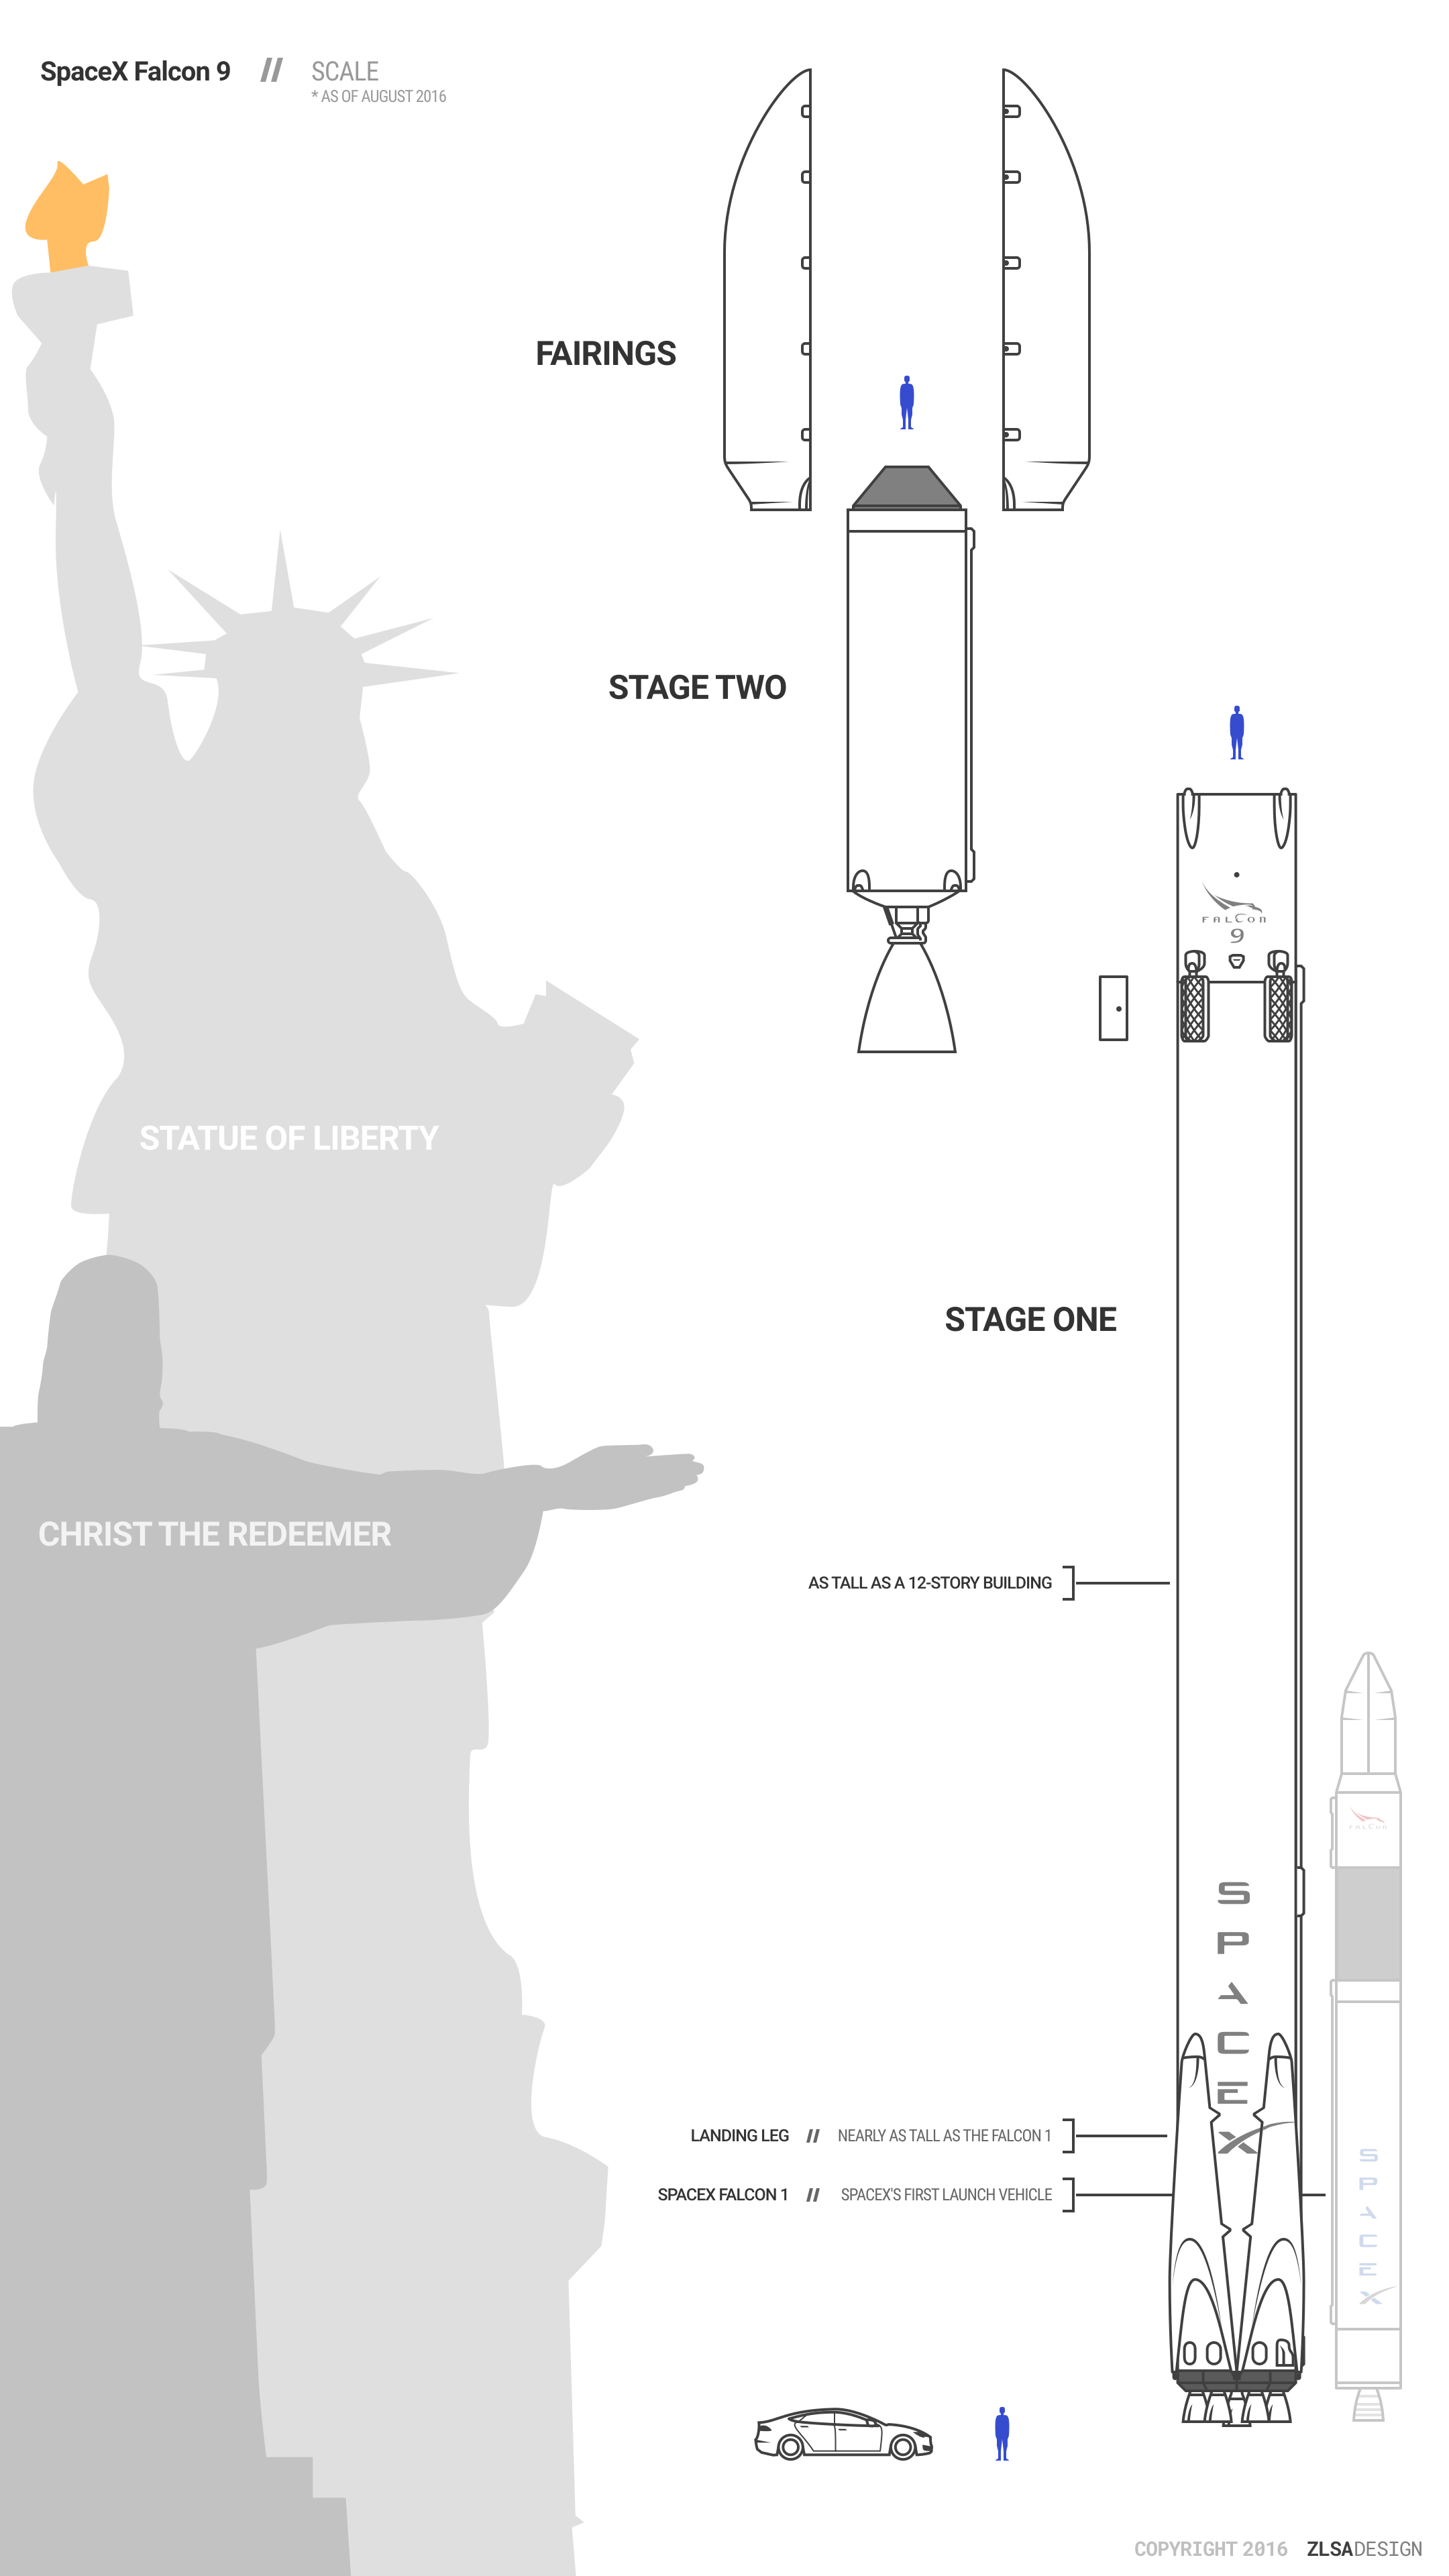 SpaceX Falcon 9 // SCALE
* AS OF AUGUST 2016
FAIRINGS
STAGE TWO
FALCON
9
STATUE OF LIBERTY
STAGE ONE
CHRIST THE REDEEMER
AS TALL AS A 12-STORY BUILDING
FALCON
S
P
A
C
E
X
LANDING LEG // NEARLY AS TALL AS THE FALCON 1
SPACEX FALCON 1 // SPACEX'S FIRST LAUNCH VEHICLE
S
P
A
C
E
X
COPYRIGHT 2016 ZLSADESIGN